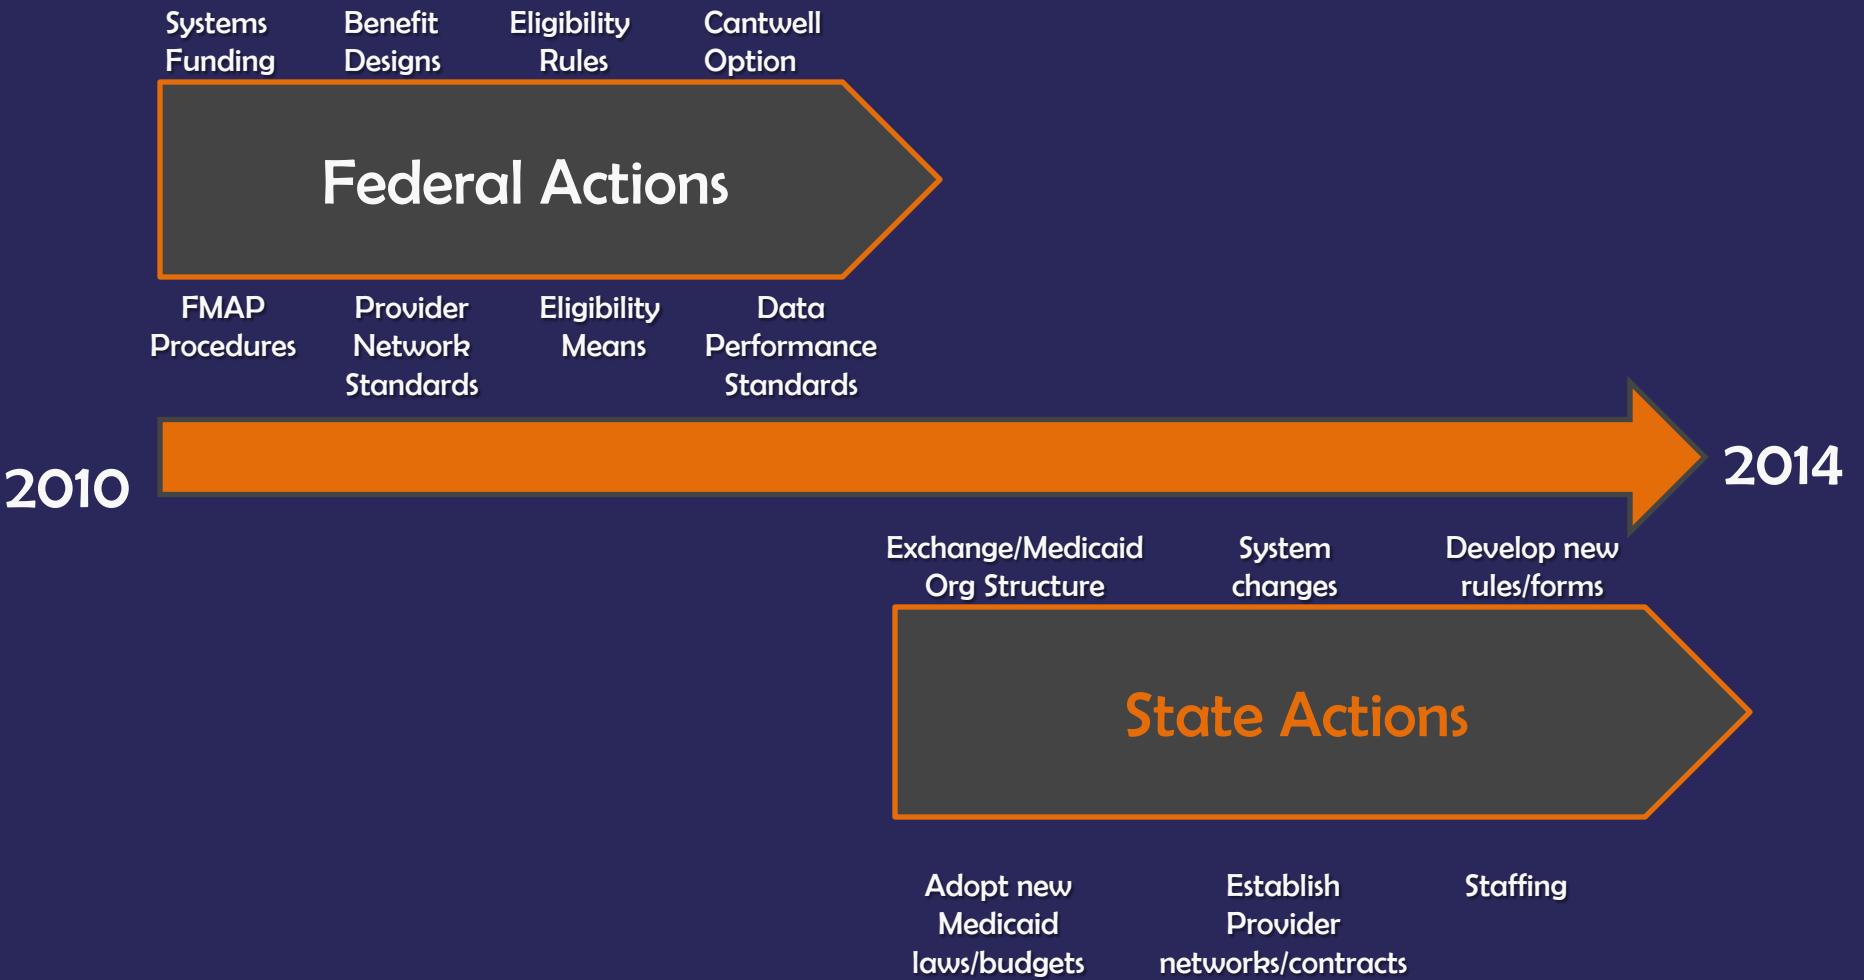 Systems
Funding
Benefit
Designs
Eligibility
Rules
Cantwell
Option
Federal Actions
FMAP
Procedures
Provider
Network
Standards
Eligibility
Means
Data
Performance
Standards
2010
2014
Exchange/Medicaid
Org Structure
System
changes
Develop new
rules/forms
State Actions
Adopt new
Medicaid
laws/budgets
Establish
Provider
networks/contracts
Staffing